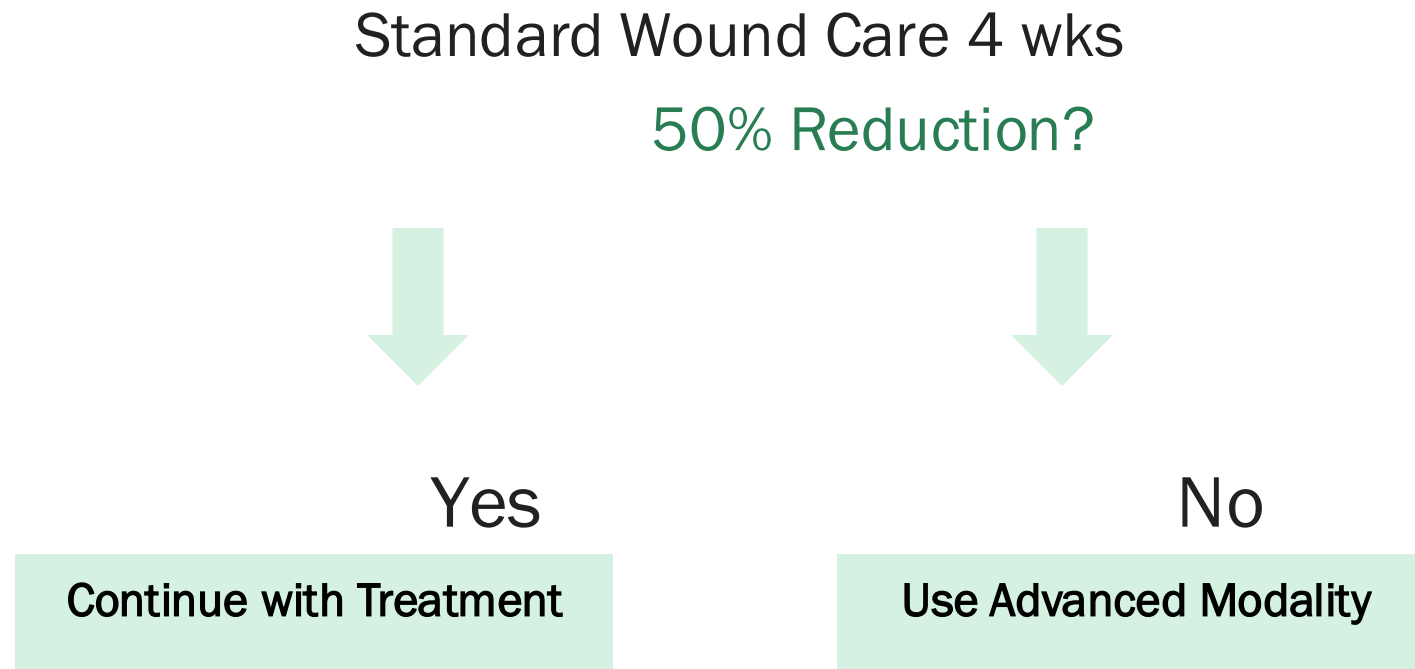 Standard Wound Care 4 wks
50% Reduction?
Yes
Continue with Treatment
No
Use Advanced Modality